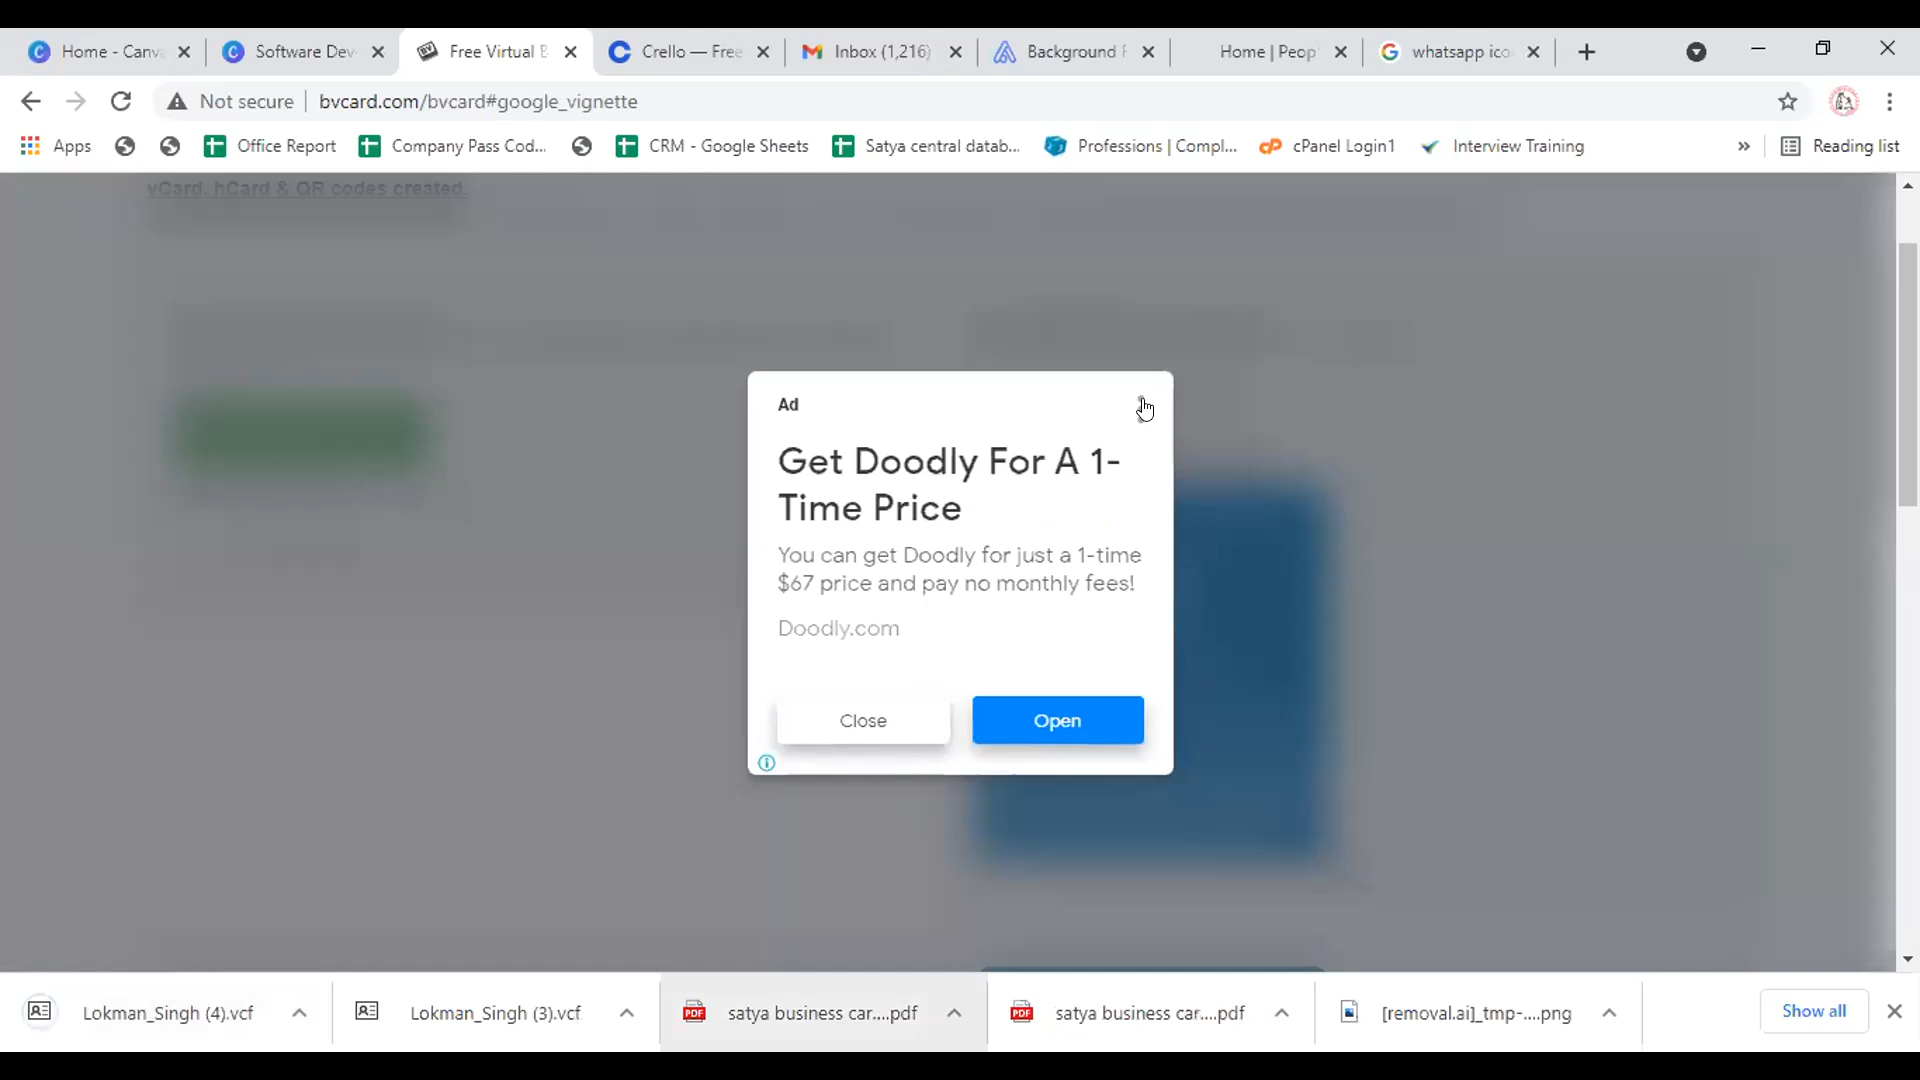 Home - Canva
Software Dev
Free Virtual B
Crello — Free
Inbox (1,216)
Background R
Home | Peop
whatsapp ico
Not secure
bvcard.com/bvcard#google_vignette
Apps
Office Report
Company Pass Cod...
CRM - Google Sheets
Satya central datab...
Professions | Compl...
cPanel Login1
Interview Training
»
Reading list
vCard, hCard & QR codes created.
Ad
Get Doodly For A 1-
Time Price
You can get Doodly for just a 1-time
$67 price and pay no monthly fees!
Doodly.com
Close
Open
Lokman_Singh (4).vcf
Lokman_Singh (3).vcf
satya business car....pdf
satya business car....pdf
[removal.ai]_tmp-....png
Show all